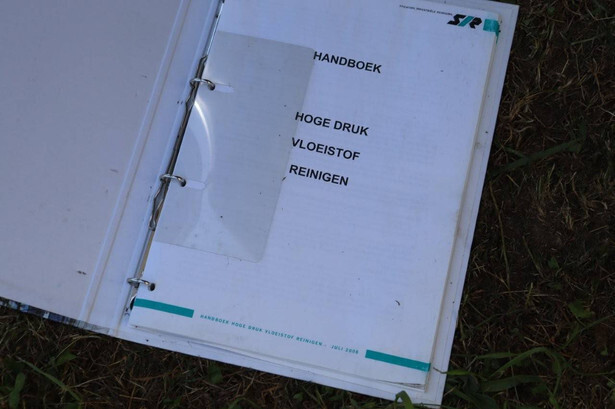 SIR
HANDBOEK
HOGE DRUK
VLOEISTOF
REINIGEN
HANDBOEK HOGE DRUK VLOEISTOF REINIGEN - JULI 2008